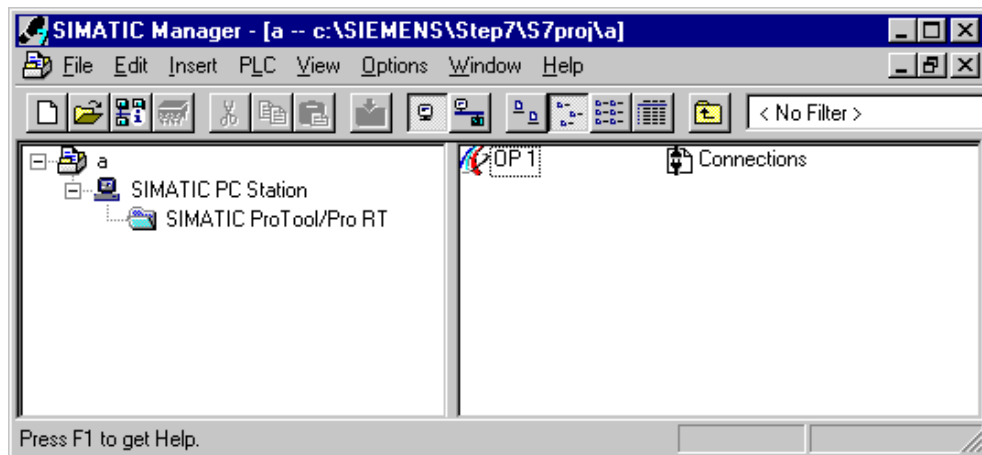 SIMATIC Manager - [a -- c:\SIEMENS\Step7\S7proj\a]
File Edit Insert PLC View Options Window Help
< No Filter >
a
SIMATIC PC Station
SIMATIC ProTool/Pro RT
OP 1
Connections
Press F1 to get Help.